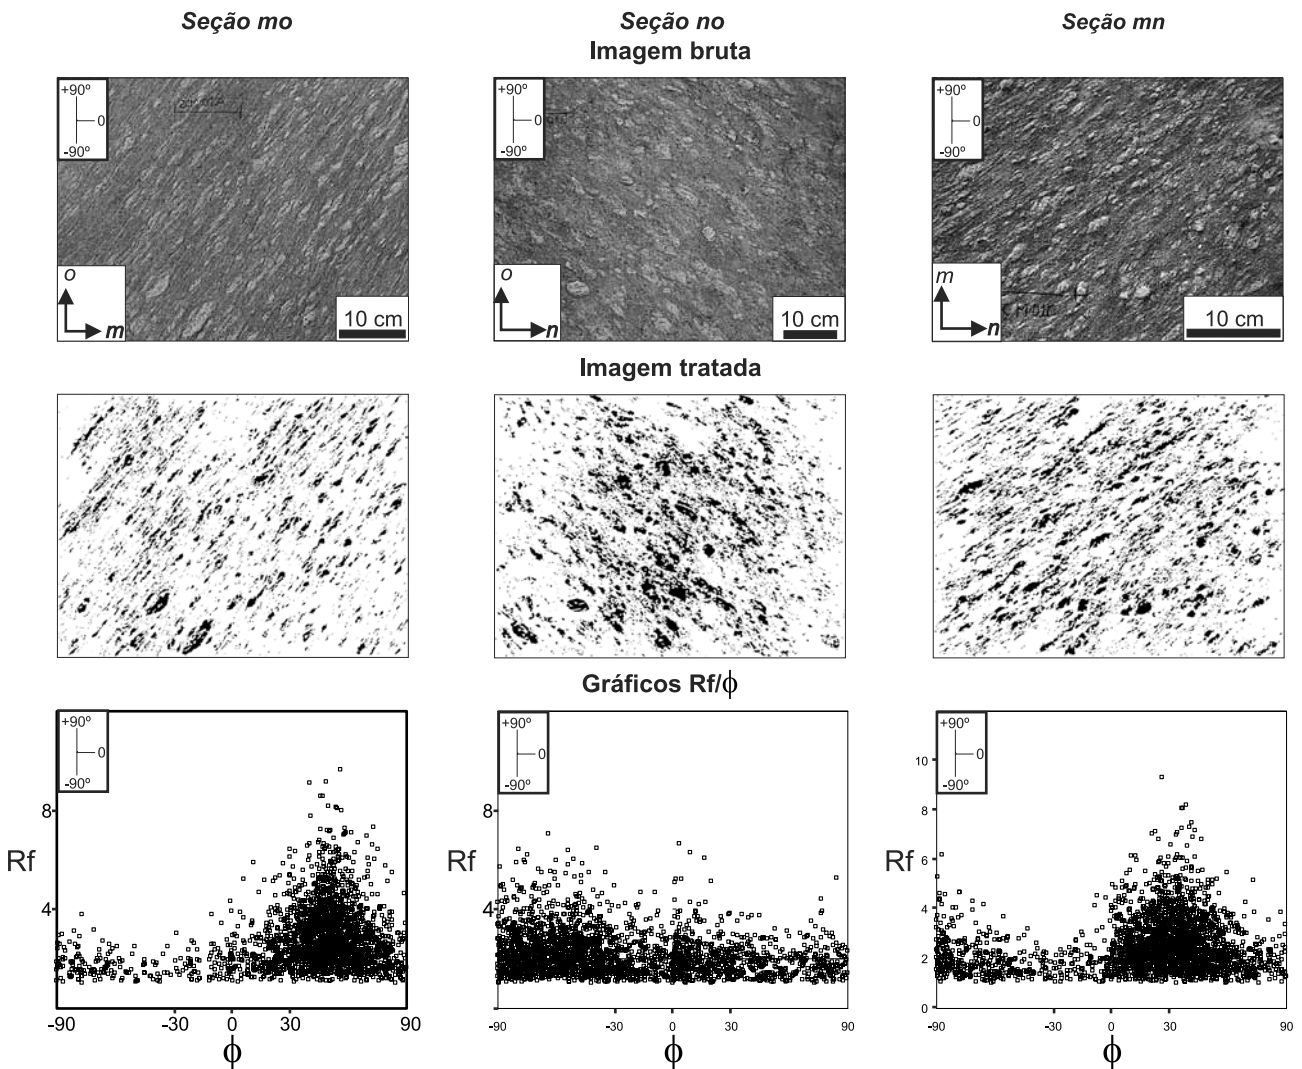 Seção mo
Seção no
Seção mn
Imagem bruta
+90º
0
-90º
+90º
0
-90º
+90º
0
-90º
o
m
10 cm
o
n
10 cm
m
n
10 cm
Imagem tratada
Gráficos Rf/ϕ
+90º
0
-90º
8
Rf
4
-90
-30
0
30
90
ϕ
+90º
0
-90º
8
Rf
4
-90
-30
0
30
90
ϕ
+90º
0
-90º
10
8
Rf
6
4
2
0
-90
-30
0
30
90
ϕ